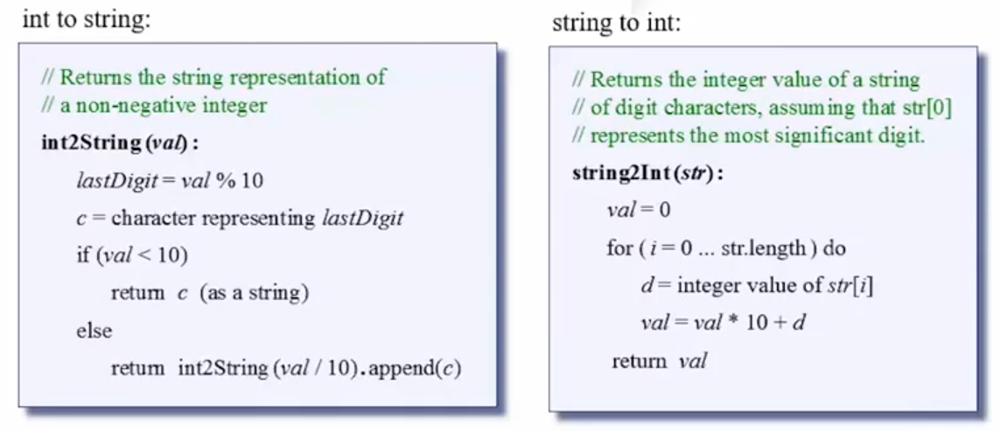 int to string:
// Returns the string representation of
// a non-negative integer
int2String (val) :
lastDigit = val % 10
c = character representing lastDigit
if (val < 10)
return c (as a string)
else
return int2String (val / 10).append(c)
string to int:
// Returns the integer value of a string
// of digit characters, assuming that str[0]
// represents the most significant digit.
string2Int (str) :
val = 0
for ( i = 0 ... str.length ) do
d = integer value of str[i]
val = val * 10 + d
return val